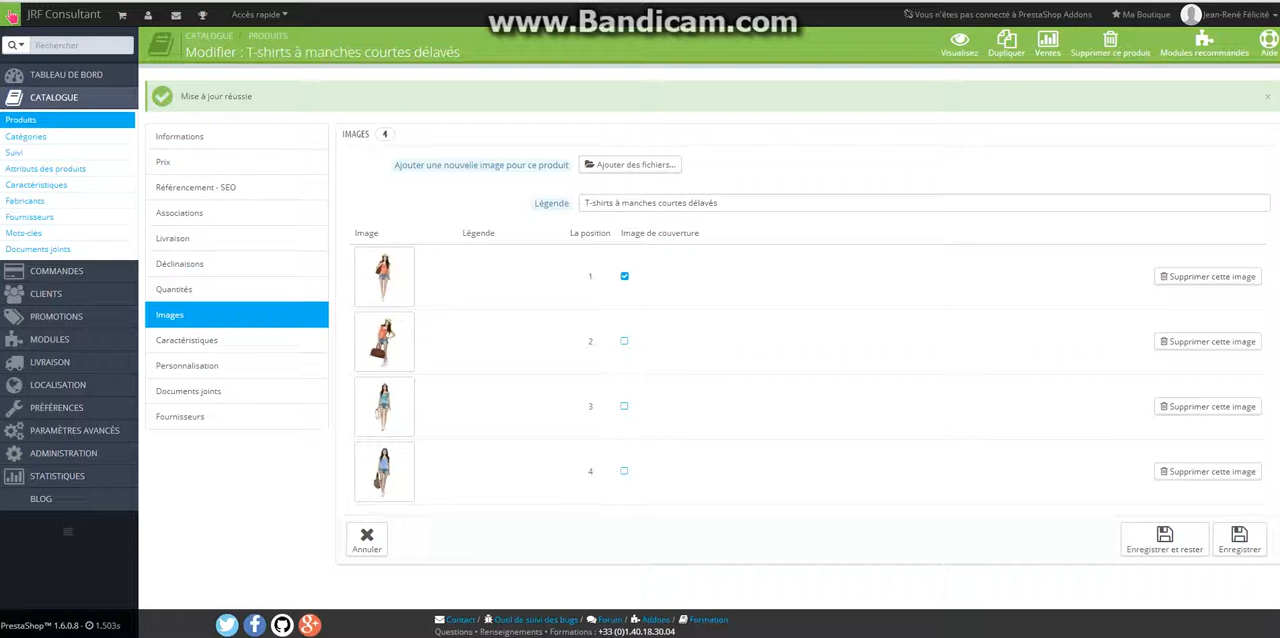 www.Bandicam.com
JRF Consultant
Accès rapide
Vous n'êtes pas connecté à PrestaShop Addons
Ma Boutique
Jean-René Félicité
Rechercher
CATALOGUE / PRODUITS
Modifier : T-shirts à manches courtes délavés
Visualisez
Dupliquer
Ventes
Supprimer ce produit
Modules recommandés
Aide
TABLEAU DE BORD
CATALOGUE
Produits
Catégories
Suivi
Attributs des produits
Caractéristiques
Fabricants
Fournisseurs
Mots-clés
Documents joints
COMMANDES
CLIENTS
PROMOTIONS
MODULES
LIVRAISON
LOCALISATION
PRÉFÉRENCES
PARAMÈTRES AVANCÉS
ADMINISTRATION
STATISTIQUES
BLOG
Mise à jour réussie
×
Informations
Prix
Référencement - SEO
Associations
Livraison
Déclinaisons
Quantités
Images
Caractéristiques
Personnalisation
Documents joints
Fournisseurs
IMAGES 4
Ajouter une nouvelle image pour ce produit
Ajouter des fichiers...
Légende
T-shirts à manches courtes délavés
Image Légende La position Image de couverture
1 Supprimer cette image
2 Supprimer cette image
3 Supprimer cette image
4 Supprimer cette image
Annuler
Enregistrer et rester
Enregistrer
PrestaShop™ 1.6.0.8 - 1.503s
Contact / Outil de suivi des bugs / Forum / Addons / Formation
Questions • Renseignements • Formations : +33 (0)1.40.18.30.04